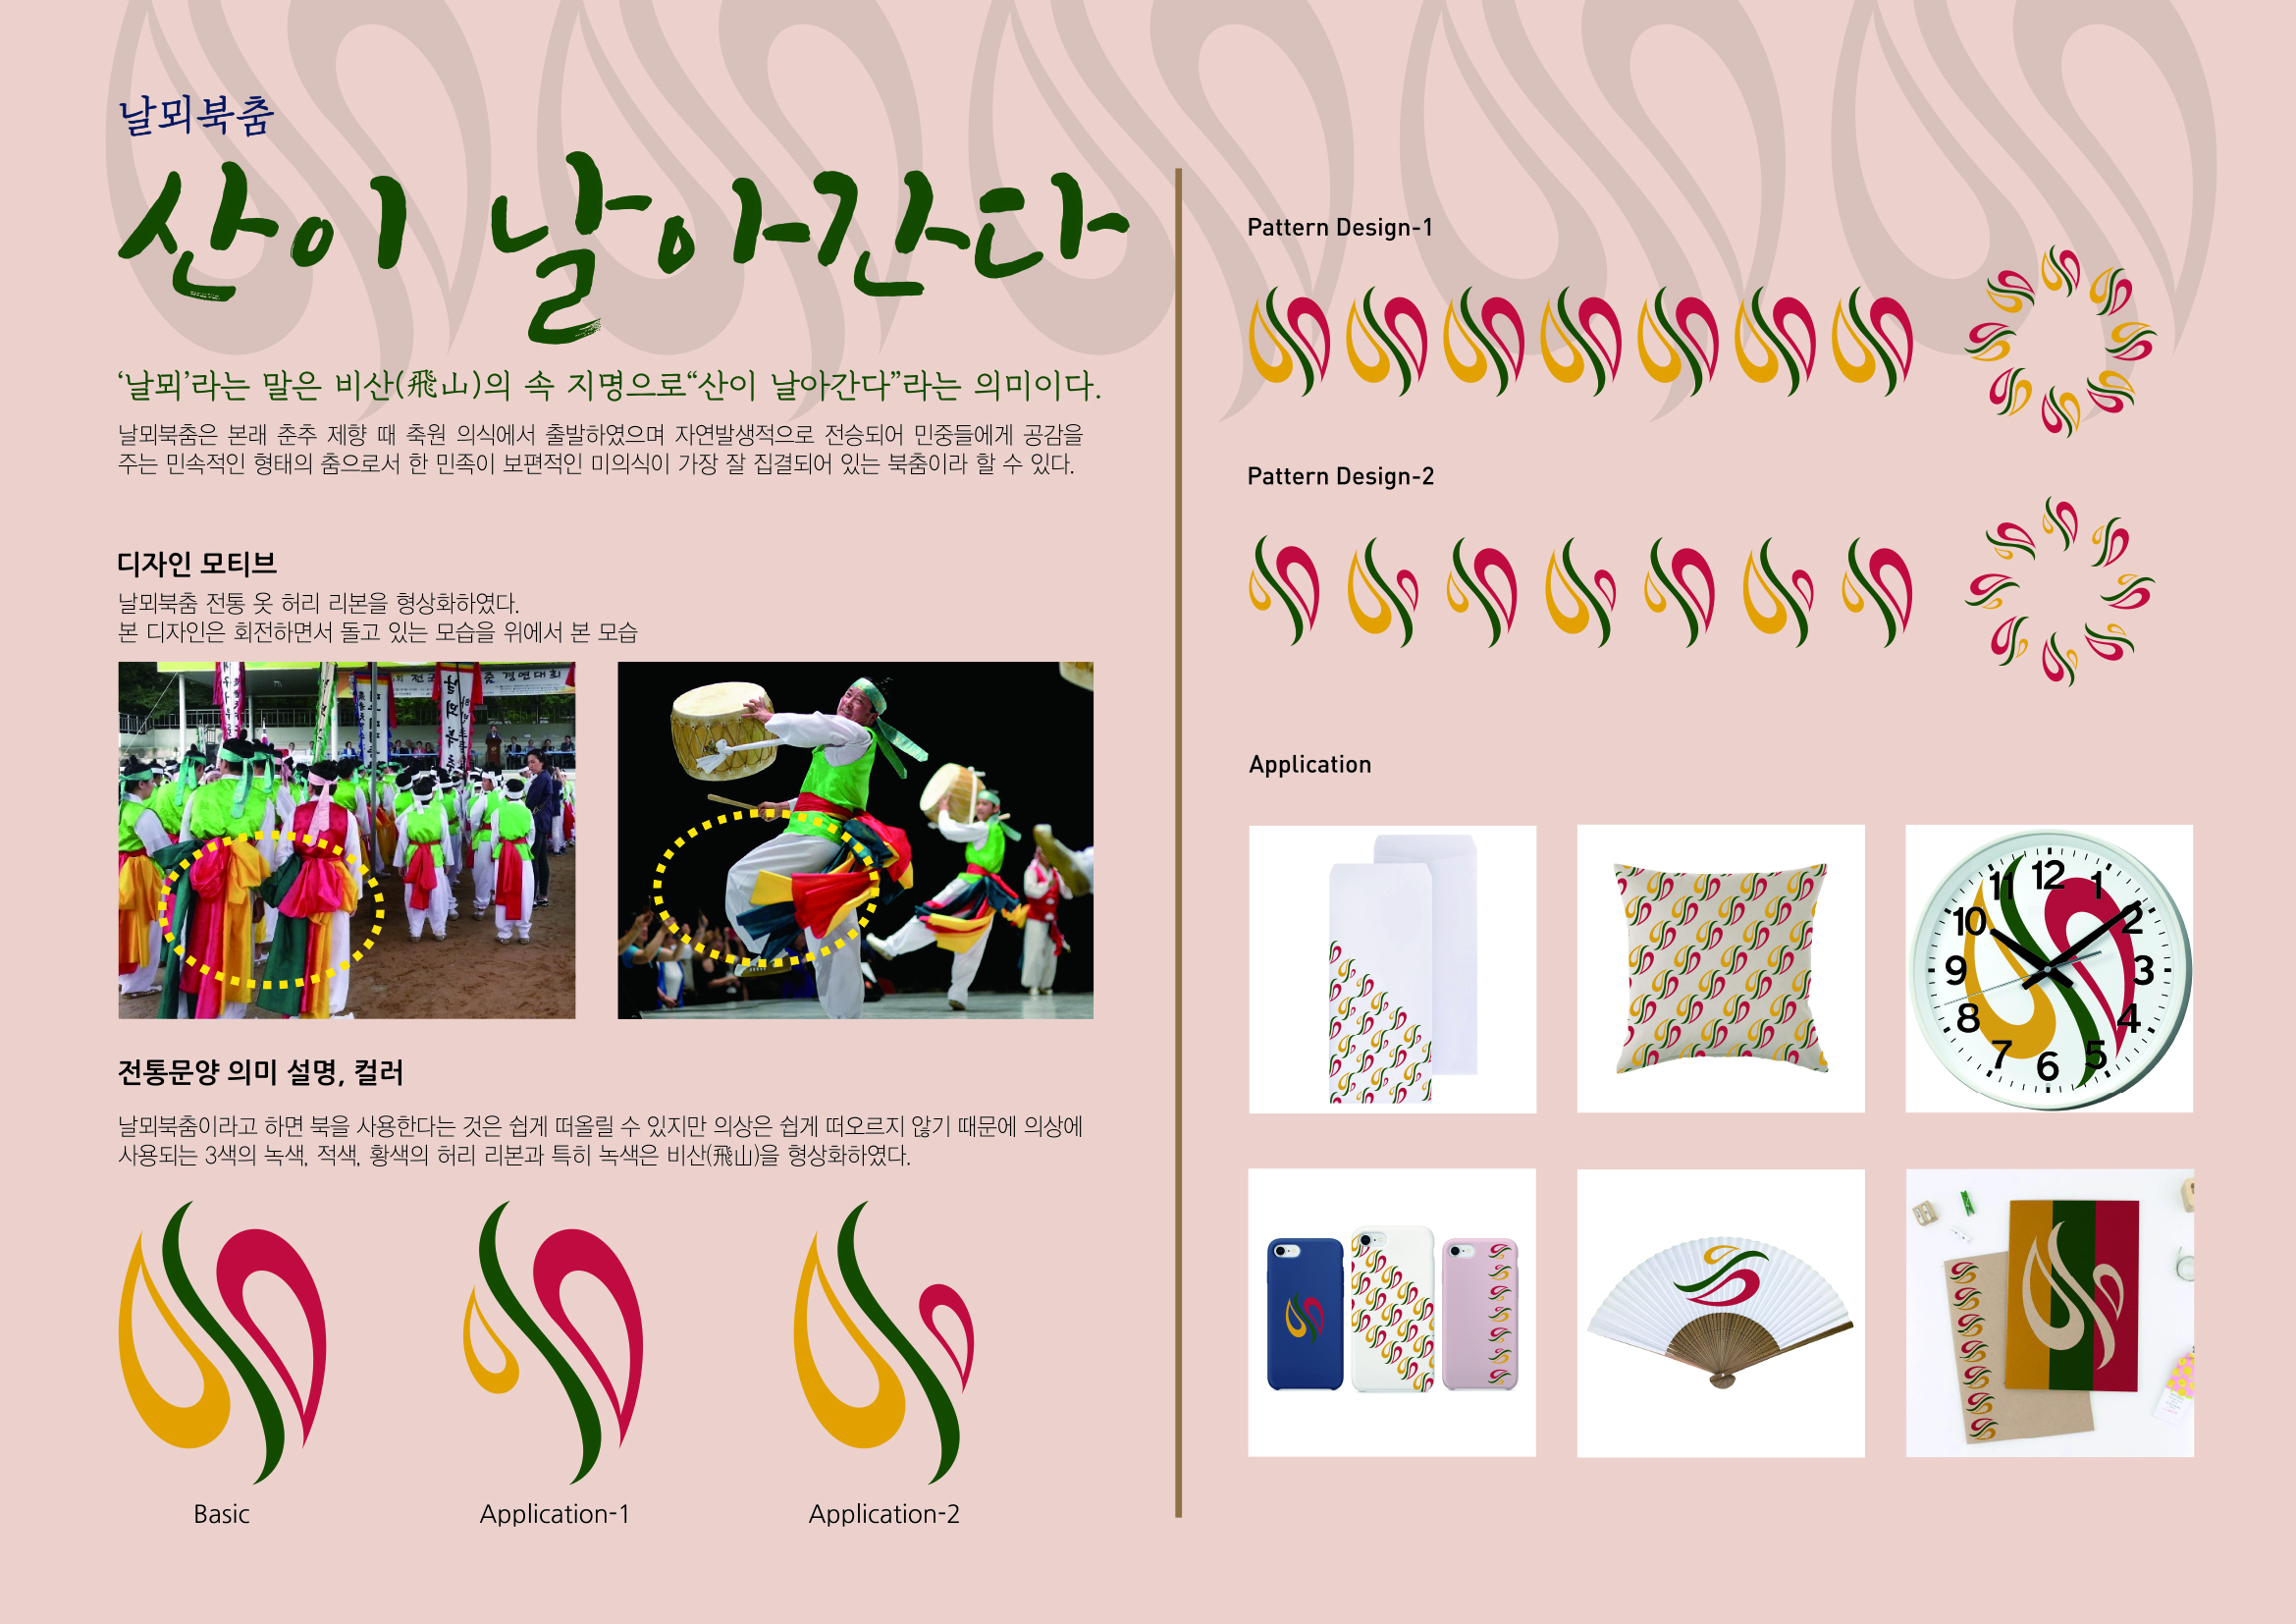 날뫼북춤
산이 날아간다
‘날뫼’라는 말은 비산(飛山)의 속 지명으로“산이 날아간다”라는 의미이다.
날뫼북춤은 본래 춘추 제향 때 축원 의식에서 출발하였으며 자연발생적으로 전승되어 민중들에게 공감을
주는 민속적인 형태의 춤으로서 한 민족이 보편적인 미의식이 가장 잘 집결되어 있는 북춤이라 할 수 있다.
디자인 모티브
날뫼북춤 전통 옷 허리 리본을 형상화하였다.
본 디자인은 회전하면서 돌고 있는 모습을 위에서 본 모습
경연대회
날뫼북
전통문양 의미 설명, 컬러
날뫼북춤이라고 하면 북을 사용한다는 것은 쉽게 떠올릴 수 있지만 의상은 쉽게 떠오르지 않기 때문에 의상에
사용되는 3색의 녹색, 적색, 황색의 허리 리본과 특히 녹색은 비산(飛山)을 형상화하였다.
Basic
Application-1
Application-2
Pattern Design-1
Pattern Design-2
Application
12
1
2
3
4
5
6
7
8
9
10
11